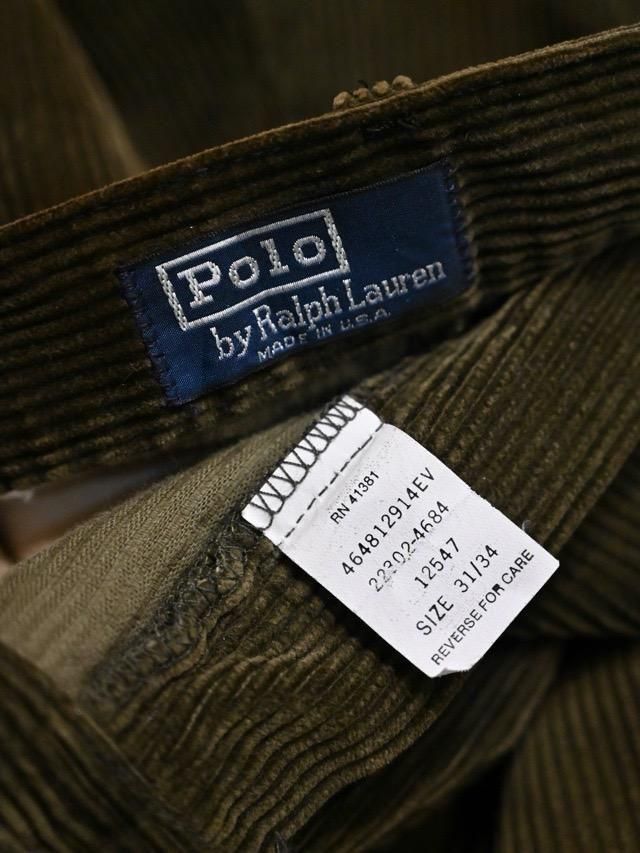 Polo
by Ralph Lauren
MADE IN U.S.A.
RN 41381
464812914EV
22302-4684
12547
SIZE 31/34
REVERSE FOR CARE